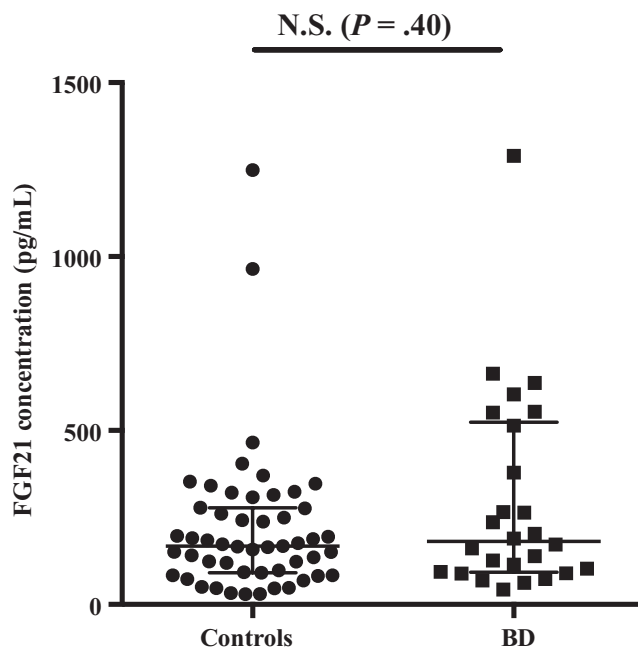 N.S. (P = .40)
1500
1000
500
0
FGF21 concentration (pg/mL)
Controls
BD